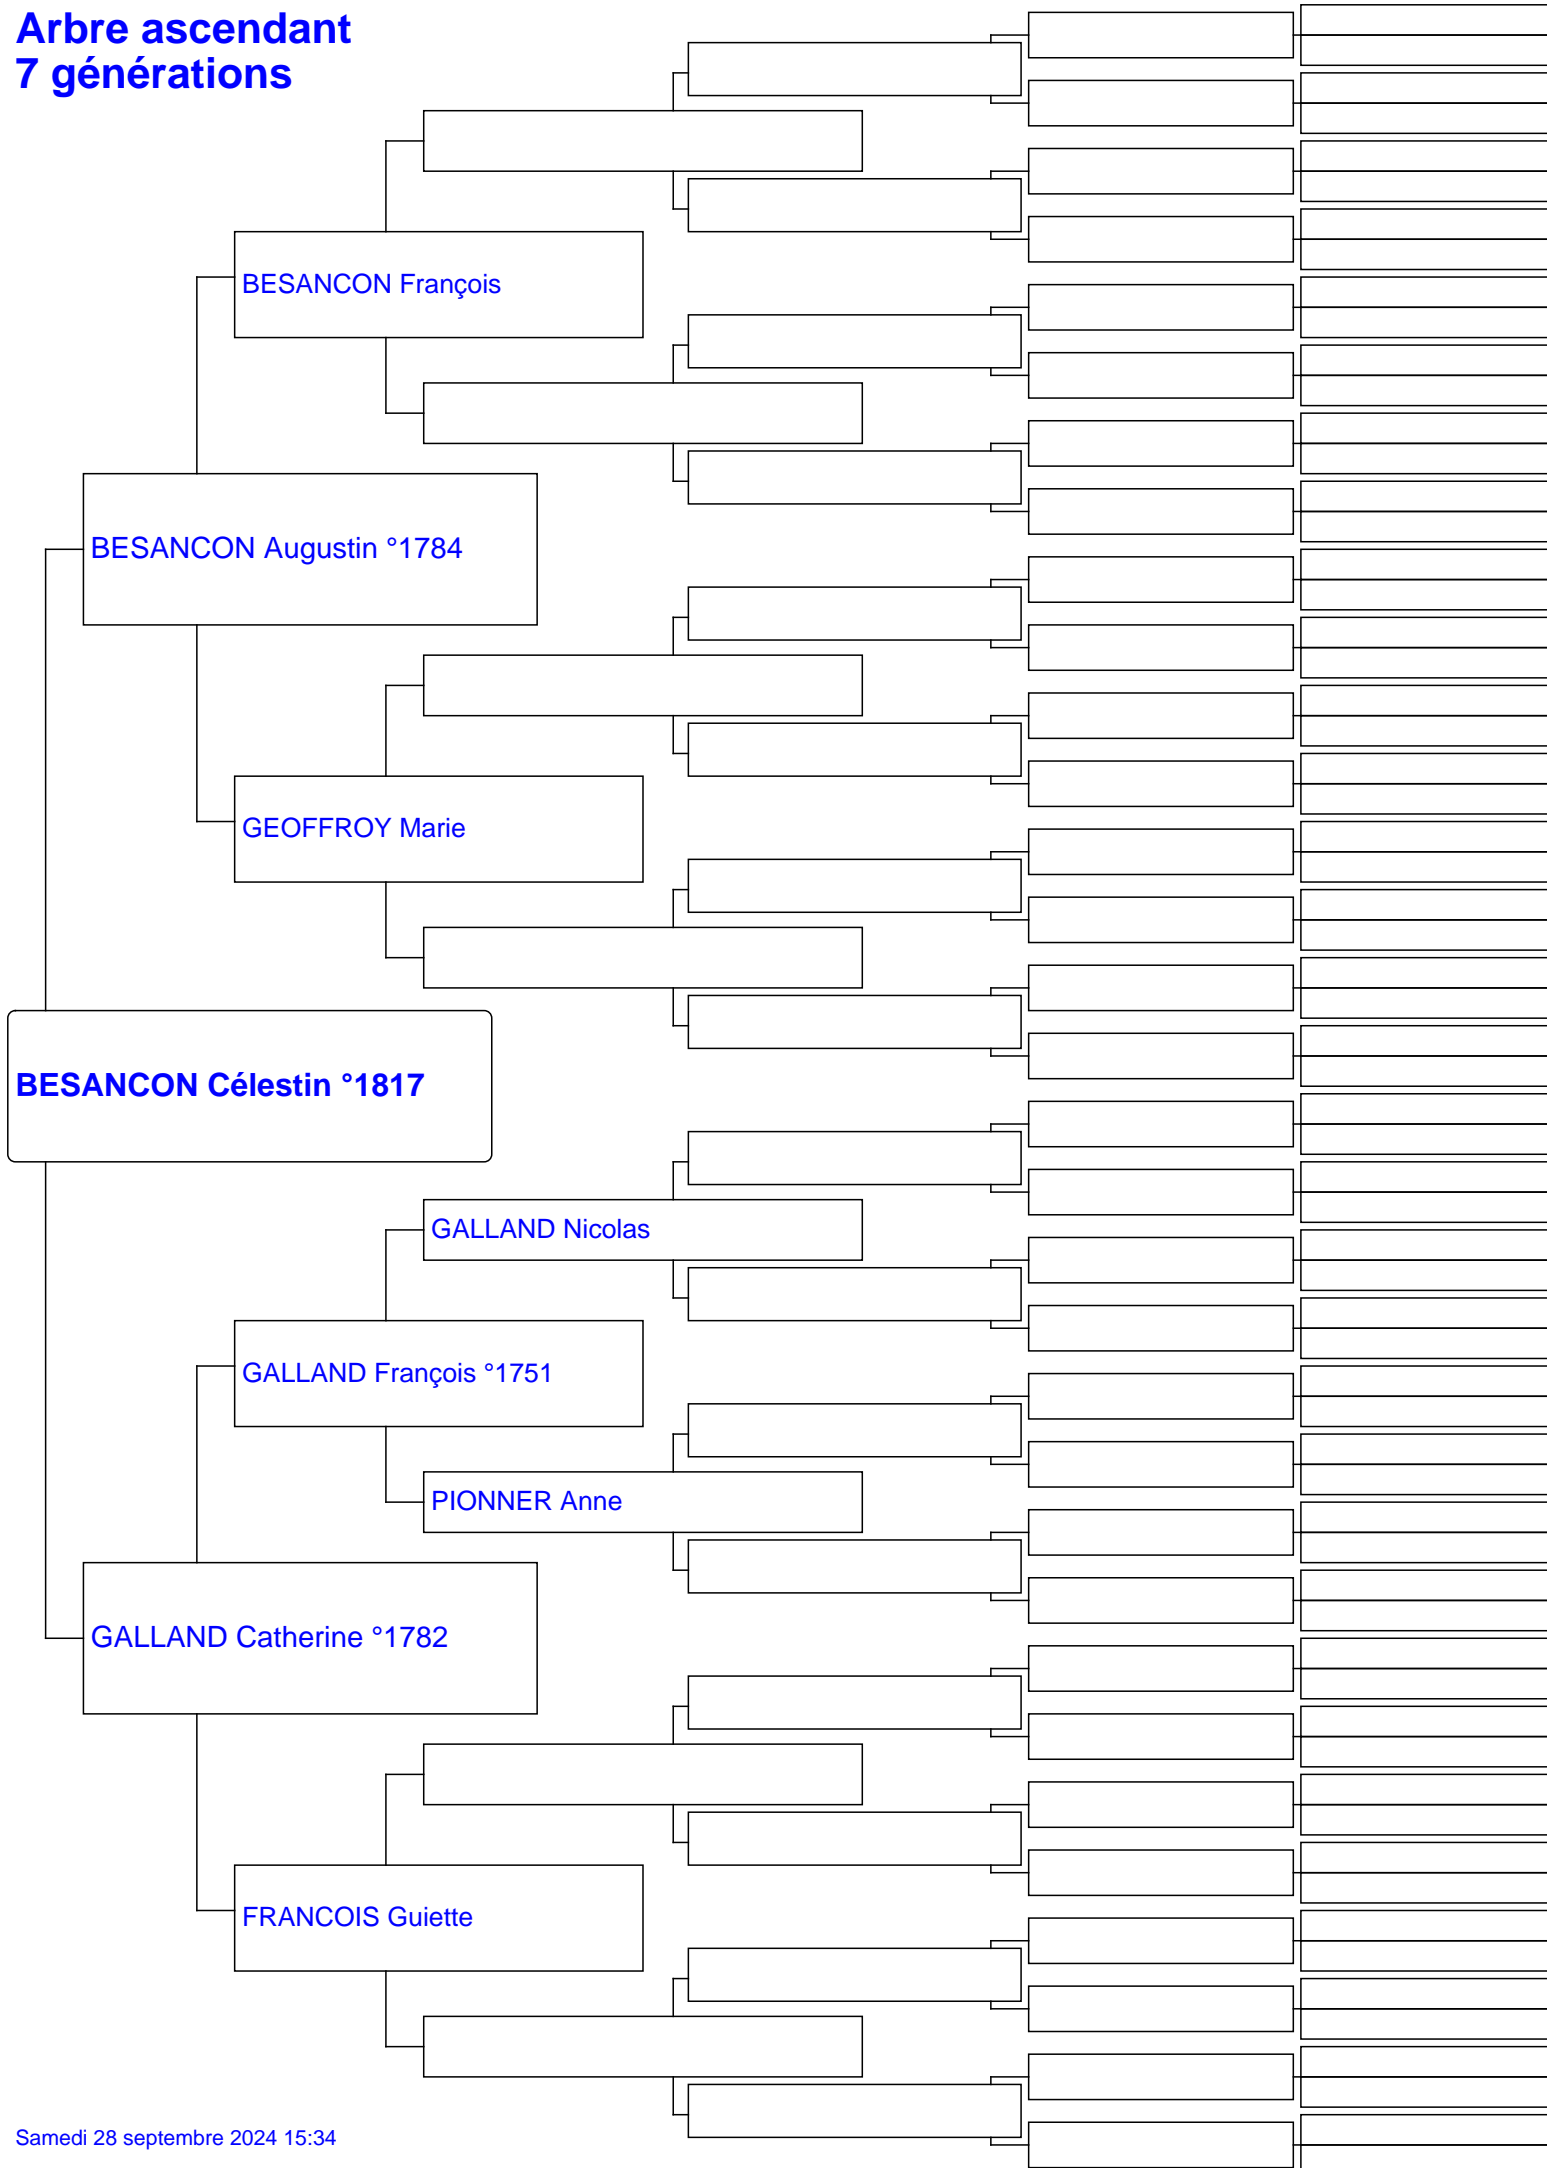 Arbre ascendant
7 générations
BESANCON François
BESANCON Augustin °1784
GEOFFROY Marie
BESANCON Célestin °1817
GALLAND Nicolas
GALLAND François °1751
PIONNER Anne
GALLAND Catherine °1782
FRANCOIS Guiette
Samedi 28 septembre 2024 15:34